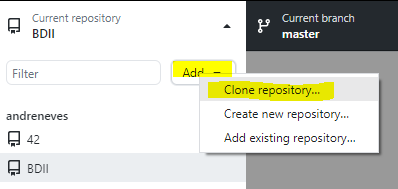 Current repository
BDII
Current branch
master
Filter
Add
Clone repository...
Create new repository...
Add existing repository...
andreneves
42
BDII